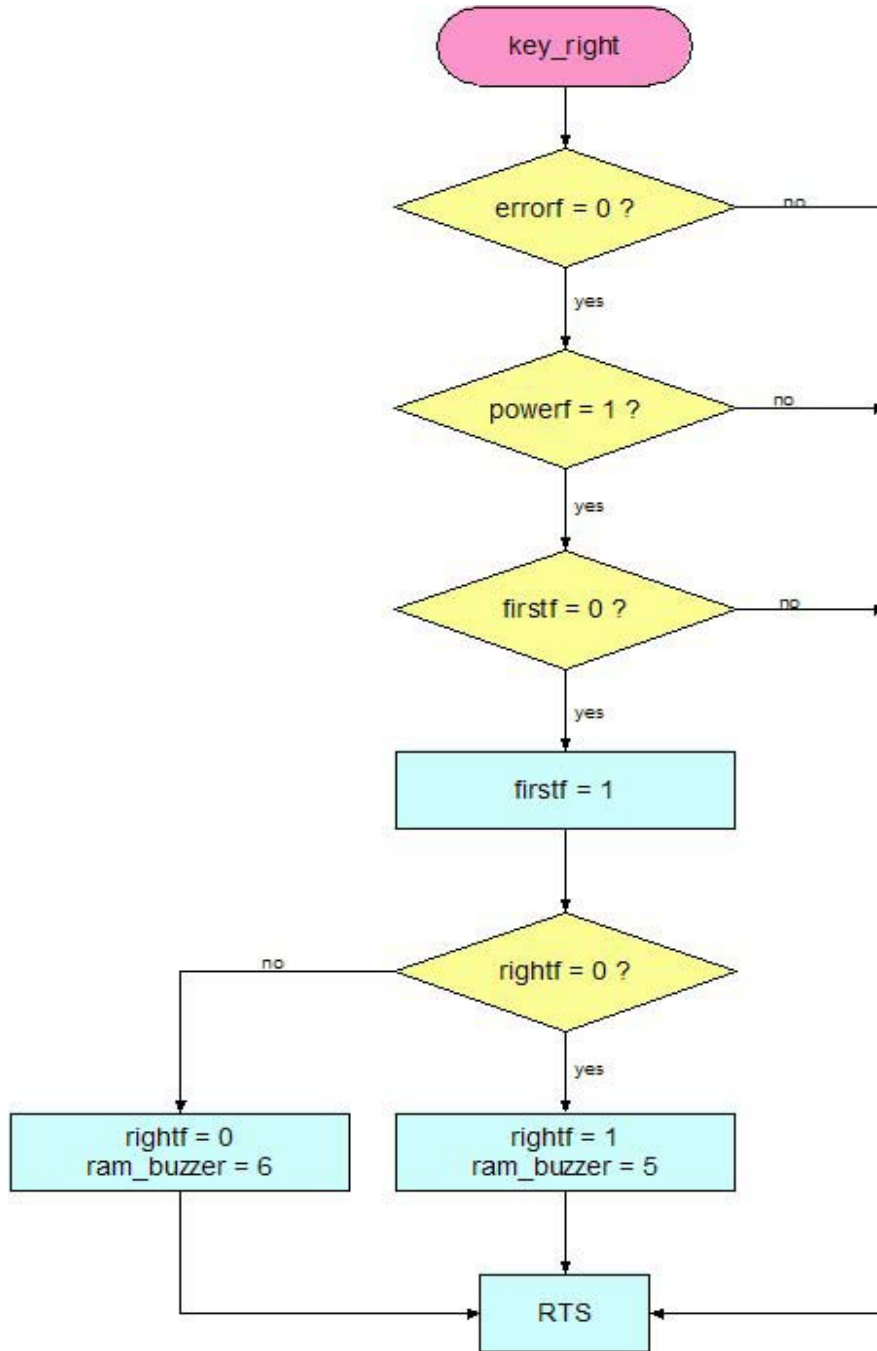 key_right
errorf = 0 ?
no
yes
powerf = 1 ?
no
yes
firstf = 0 ?
no
yes
firstf = 1
rightf = 0 ?
no
yes
rightf = 0
ram_buzzer = 6
rightf = 1
ram_buzzer = 5
RTS